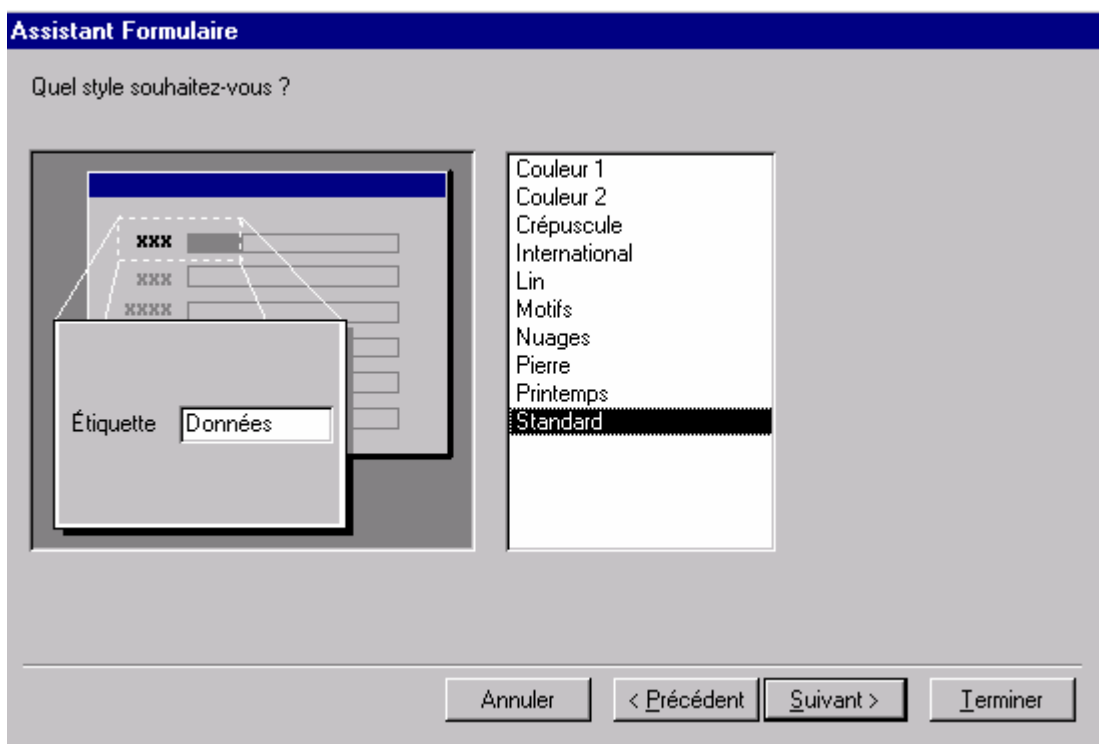 Assistant Formulaire
Quel style souhaitez-vous ?
xxx
xxx
xxxx
Étiquette
Données
Couleur 1
Couleur 2
Crépuscule
International
Lin
Motifs
Nuages
Pierre
Printemps
Standard
Annuler
< Précédent
Suivant >
Terminer